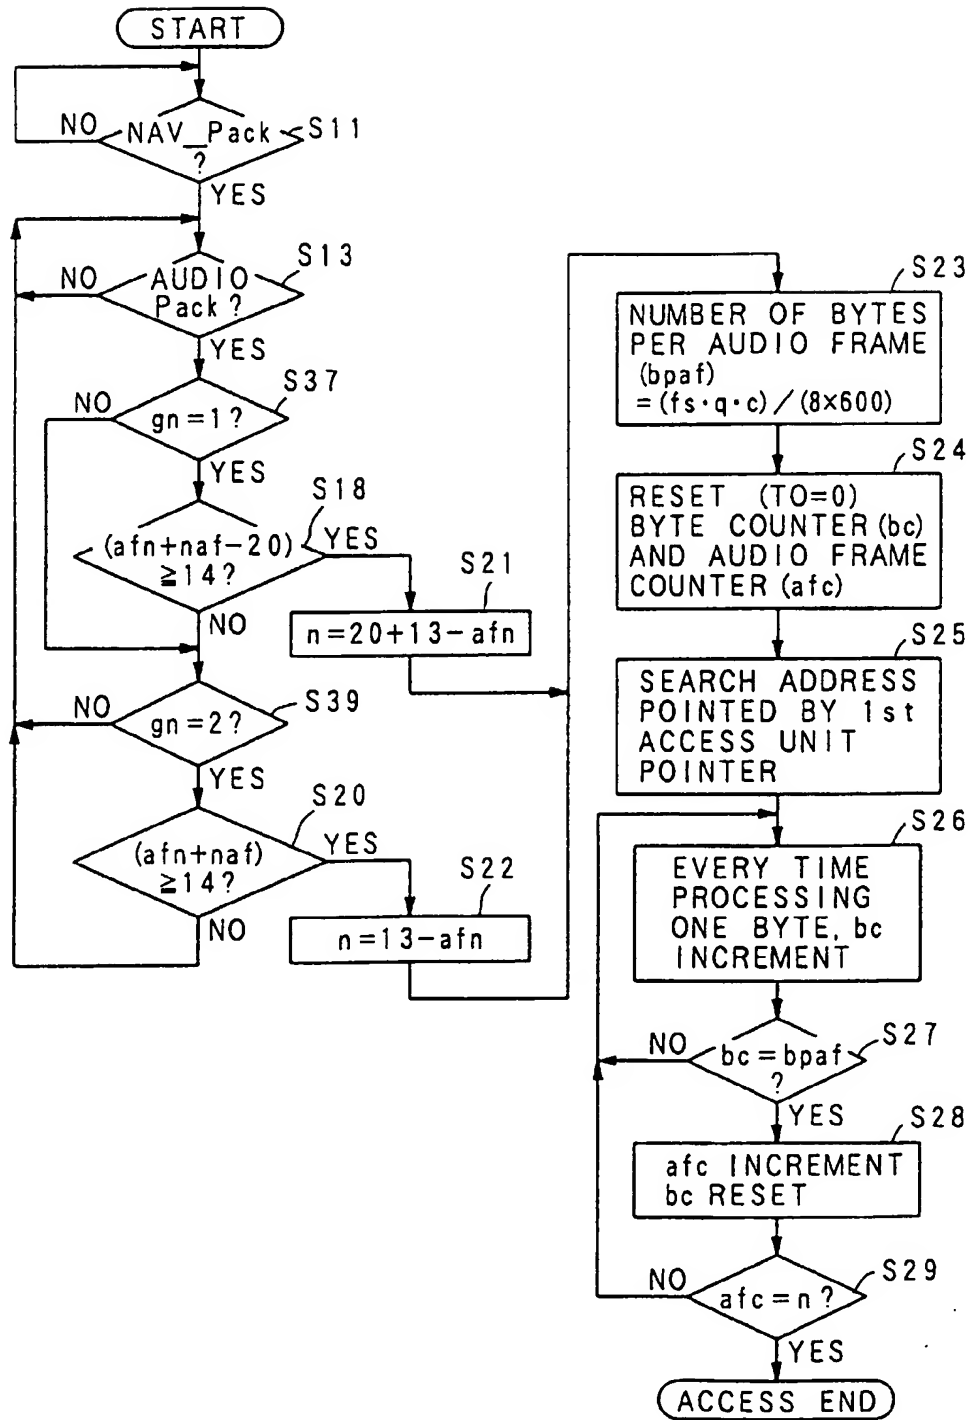 START
NO
NAV_Pack
?
S11
YES
NO
AUDIO
Pack?
S13
YES
NO
gn=1?
S37
YES
(afn+naf-20)
≧14?
S18
YES
NO
S21
n=20+13-afn
NO
gn=2?
S39
YES
(afn+naf)
≧14?
S20
YES
NO
S22
n=13-afn
S23
NUMBER OF BYTES
PER AUDIO FRAME
(bpaf)
=(fs·q·c)/(8×600)
S24
RESET (TO=0)
BYTE COUNTER(bc)
AND AUDIO FRAME
COUNTER(afc)
S25
SEARCH ADDRESS
POINTED BY 1st
ACCESS UNIT
POINTER
S26
EVERY TIME
PROCESSING
ONE BYTE, bc
INCREMENT
NO
bc=bpaf
?
S27
YES
S28
afc INCREMENT
bc RESET
NO
afc=n?
S29
YES
ACCESS END